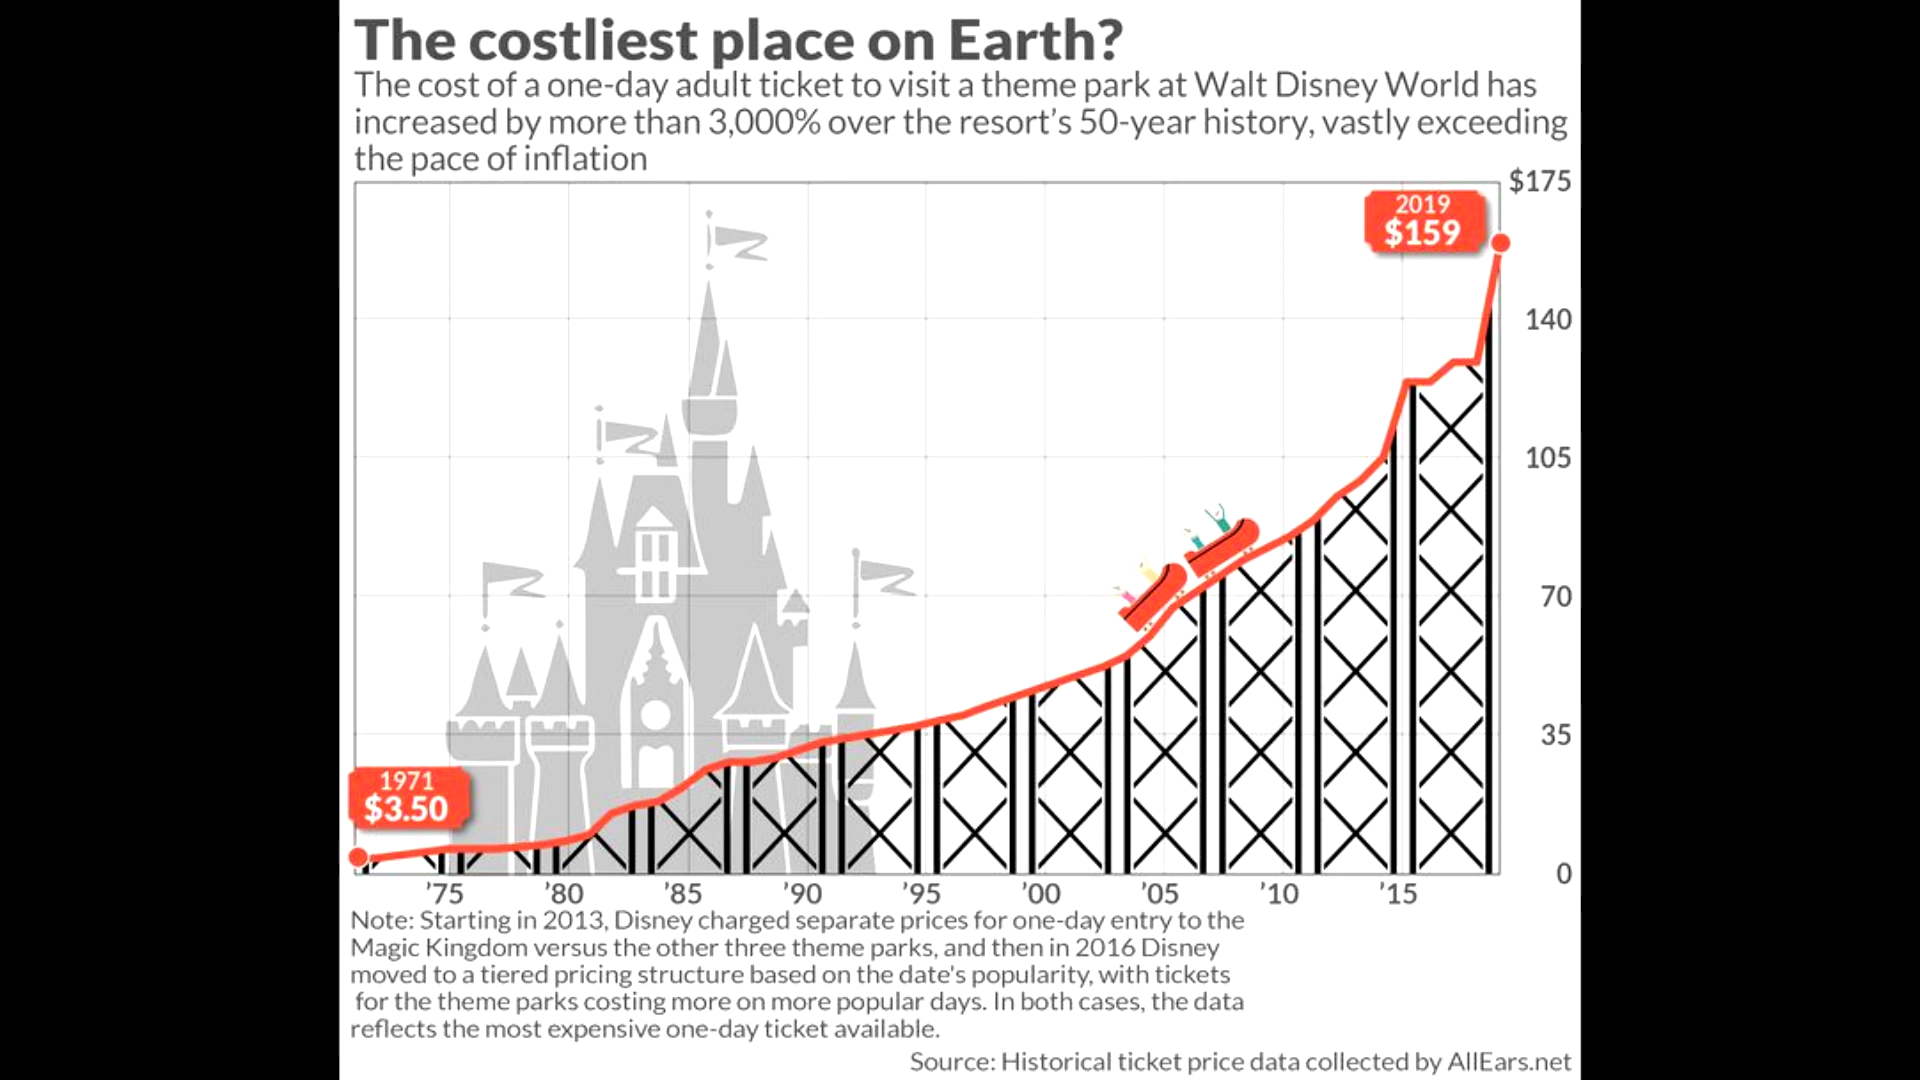 The costliest place on Earth?
The cost of a one-day adult ticket to visit a theme park at Walt Disney World has
increased by more than 3,000% over the resort's 50-year history, vastly exceeding
the pace of inflation
$175
2019
$159
140
105
70
35
1971
$3.50
0
'75 '80 '85 '90 '95 '00 '05 '10 '15
Note: Starting in 2013, Disney charged separate prices for one-day entry to the
Magic Kingdom versus the other three theme parks, and then in 2016 Disney
moved to a tiered pricing structure based on the date's popularity, with tickets
for the theme parks costing more on more popular days. In both cases, the data
reflects the most expensive one-day ticket available.
Source: Historical ticket price data collected by AllEars.net